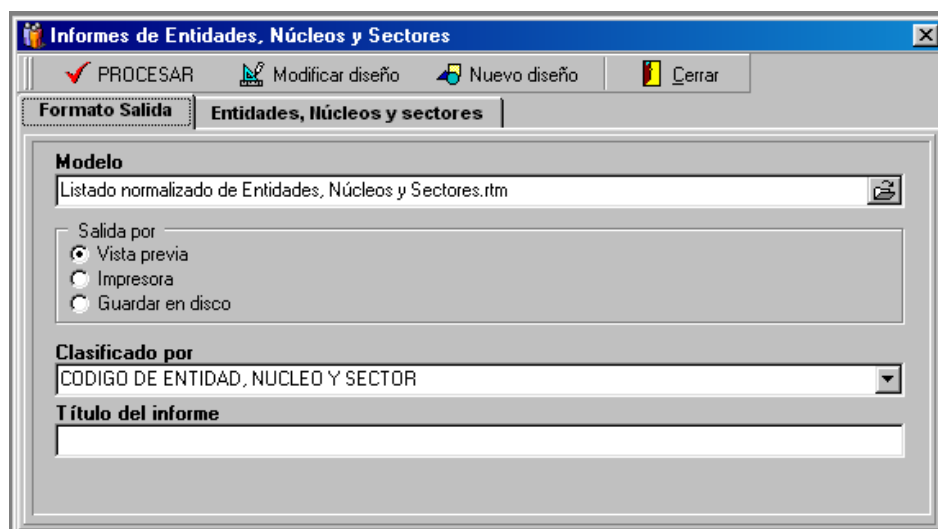 Informes de Entidades, Núcleos y Sectores
PROCESAR Modificar diseño Nuevo diseño Cerrar
Formato Salida Entidades, Núcleos y sectores
Modelo
Listado normalizado de Entidades, Núcleos y Sectores.rtm
Salida por
Vista previa
Impresora
Guardar en disco
Clasificado por
CODIGO DE ENTIDAD, NUCLEO Y SECTOR
Título del informe